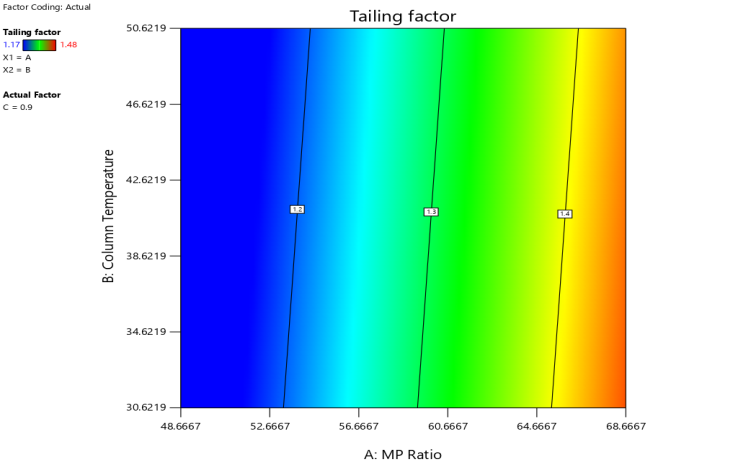 Factor Coding: Actual
Tailing factor
1.17 1.48
X1 = A
X2 = B
Actual Factor
C = 0.9
Tailing factor
B: Column Temperature
50.6219
46.6219
42.6219
38.6219
34.6219
30.6219
1.2
1.3
1.4
48.6667 52.6667 56.6667 60.6667 64.6667 68.6667
A: MP Ratio